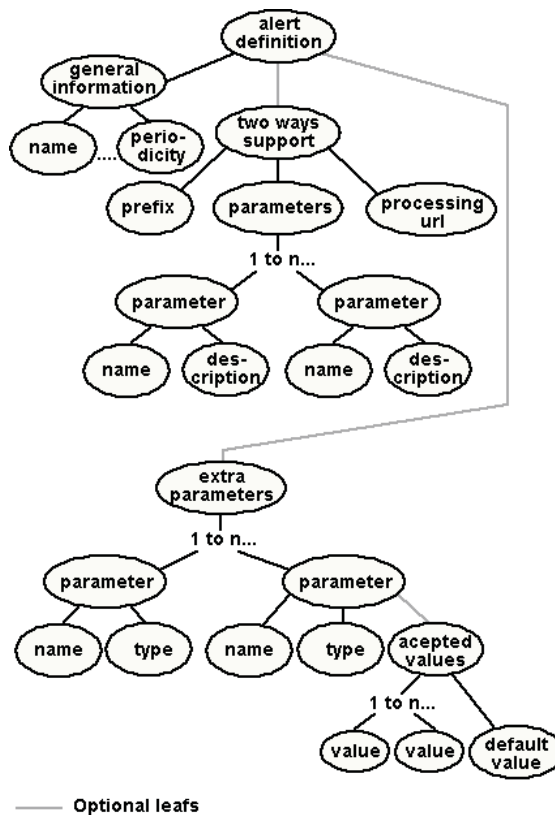 alert
definition
general
information
name
....
perio-
dicity
two ways
support
prefix
parameters
processing
url
1 to n...
parameter
parameter
name
des-
cription
name
des-
cription
extra
parameters
1 to n...
parameter
parameter
name
type
name
type
acepted
values
1 to n...
value
value
default
value
Optional leafs